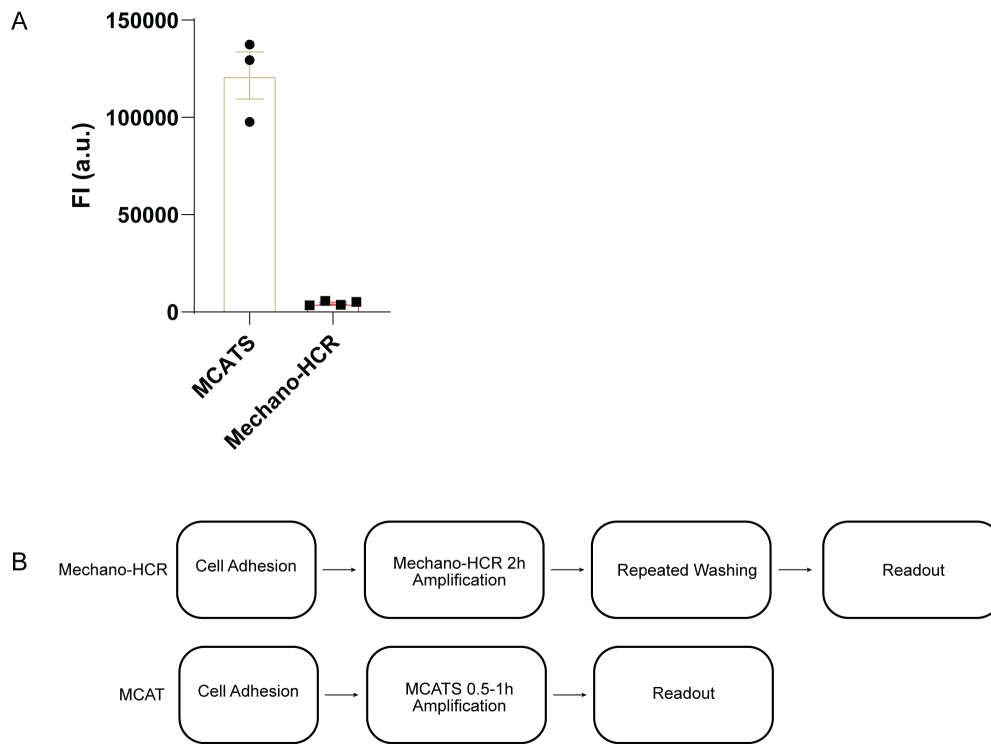 A
150000
100000
50000
0
FI (a.u.)
MCATS
Mechano-HCR
B
Mechano-HCR
Cell Adhesion
Mechano-HCR 2h
Amplification
Repeated Washing
Readout
MCAT
Cell Adhesion
MCATS 0.5-1h
Amplification
Readout